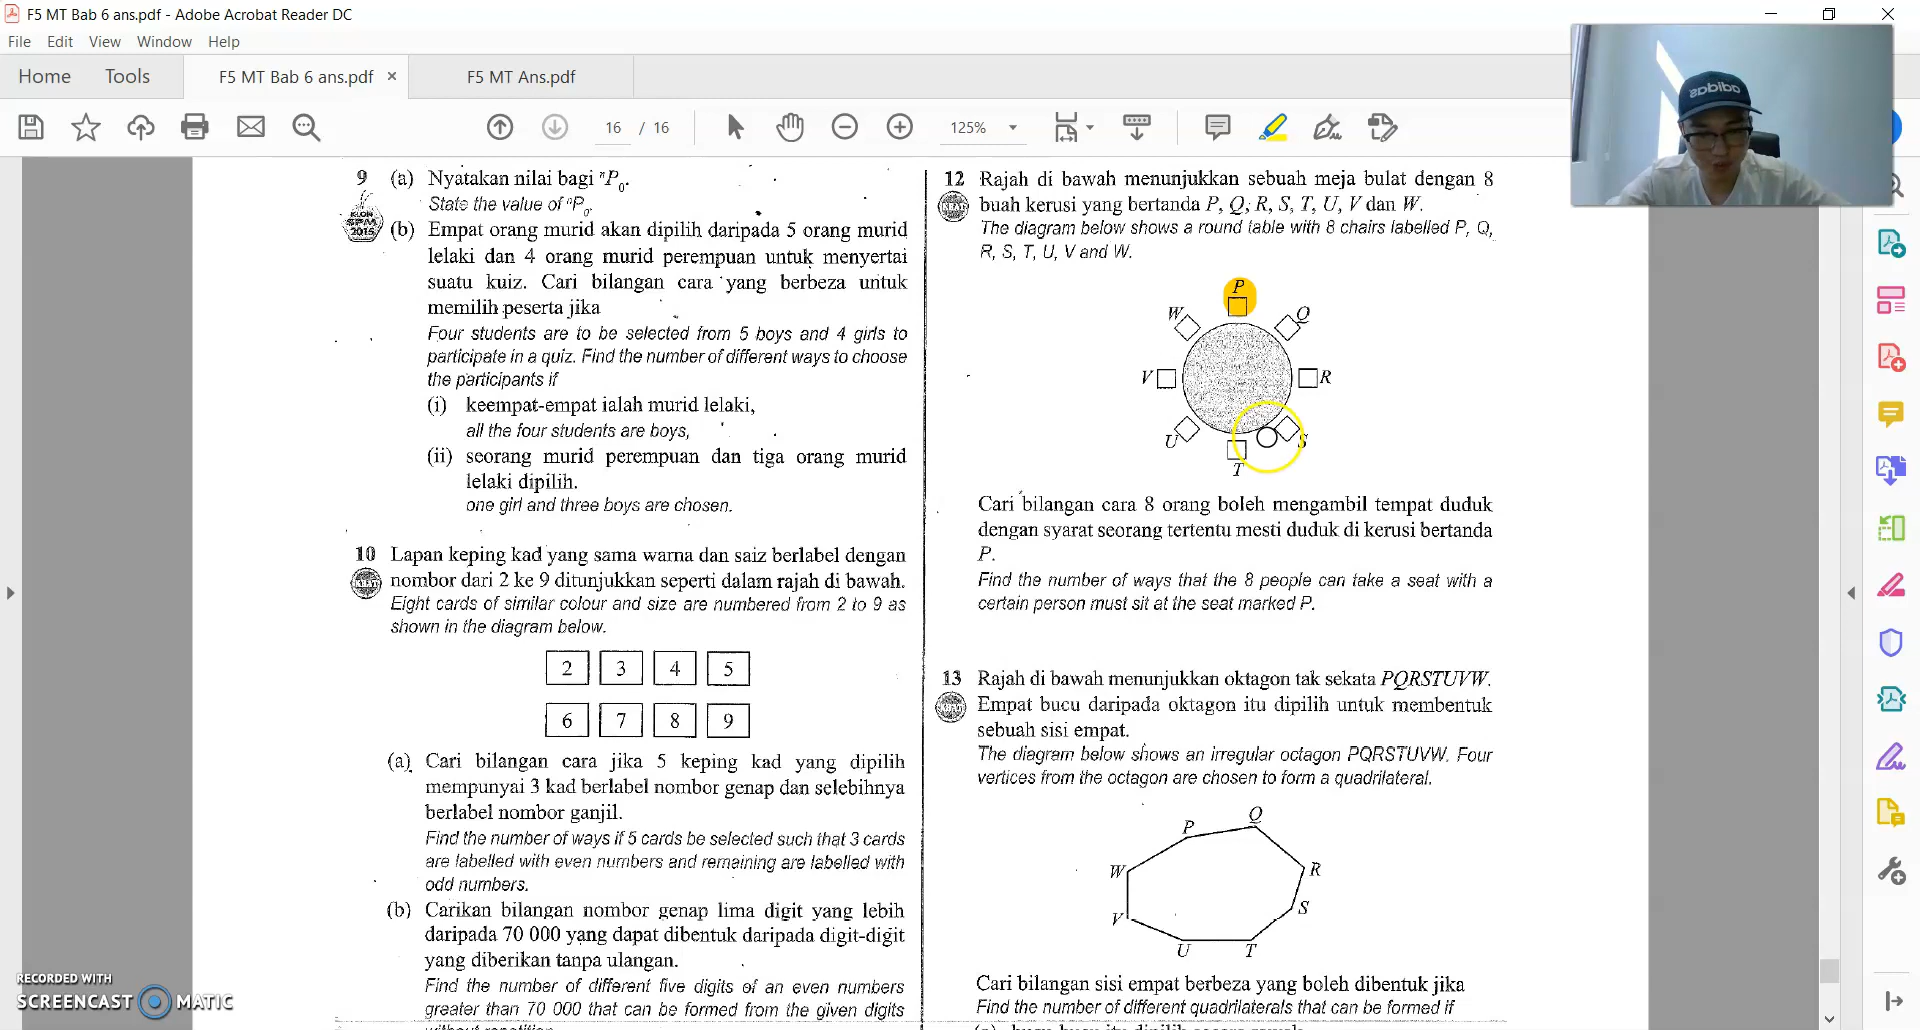 F5 MT Bab 6 ans.pdf - Adobe Acrobat Reader DC
File Edit View Window Help
Home Tools F5 MT Bab 6 ans.pdf × F5 MT Ans.pdf
16 / 16 125%
adidas
9 (a) Nyatakan nilai bagi ⁿP₀.
State the value of ⁿP₀.
KLON
SPM
2015
(b) Empat orang murid akan dipilih daripada 5 orang murid
lelaki dan 4 orang murid perempuan untuk menyertai
suatu kuiz. Cari bilangan cara yang berbeza untuk
memilih peserta jika
Four students are to be selected from 5 boys and 4 girls to
participate in a quiz. Find the number of different ways to choose
the participants if
(i) keempat-empat ialah murid lelaki,
all the four students are boys,
(ii) seorang murid perempuan dan tiga orang murid
lelaki dipilih.
one girl and three boys are chosen.
10 Lapan keping kad yang sama warna dan saiz berlabel dengan
nombor dari 2 ke 9 ditunjukkan seperti dalam rajah di bawah.
Eight cards of similar colour and size are numbered from 2 to 9 as
shown in the diagram below.
2 3 4 5
6 7 8 9
(a) Cari bilangan cara jika 5 keping kad yang dipilih
mempunyai 3 kad berlabel nombor genap dan selebihnya
berlabel nombor ganjil.
Find the number of ways if 5 cards be selected such that 3 cards
are labelled with even numbers and remaining are labelled with
odd numbers.
(b) Carikan bilangan nombor genap lima digit yang lebih
daripada 70 000 yang dapat dibentuk daripada digit-digit
yang diberikan tanpa ulangan.
Find the number of different five digits of an even numbers
greater than 70 000 that can be formed from the given digits
without repetition.
12 Rajah di bawah menunjukkan sebuah meja bulat dengan 8
buah kerusi yang bertanda P, Q, R, S, T, U, V dan W.
The diagram below shows a round table with 8 chairs labelled P, Q,
R, S, T, U, V and W.
P
W Q
V R
U S
T
Cari bilangan cara 8 orang boleh mengambil tempat duduk
dengan syarat seorang tertentu mesti duduk di kerusi bertanda
P.
Find the number of ways that the 8 people can take a seat with a
certain person must sit at the seat marked P.
13 Rajah di bawah menunjukkan oktagon tak sekata PQRSTUVW.
Empat bucu daripada oktagon itu dipilih untuk membentuk
sebuah sisi empat.
The diagram below shows an irregular octagon PQRSTUVW. Four
vertices from the octagon are chosen to form a quadrilateral.
P Q
W R
V S
U T
Cari bilangan sisi empat berbeza yang boleh dibentuk jika
Find the number of different quadrilaterals that can be formed if
RECORDED WITH
SCREENCAST MATIC